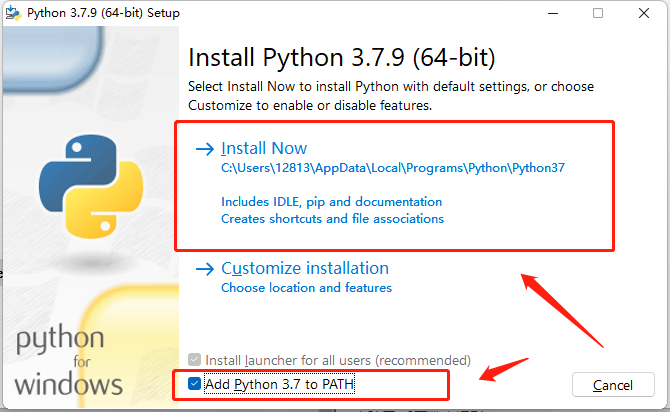 Python 3.7.9 (64-bit) Setup
Install Python 3.7.9 (64-bit)
Select Install Now to install Python with default settings, or choose
Customize to enable or disable features.
Install Now
C:\Users\12813\AppData\Local\Programs\Python\Python37
Includes IDLE, pip and documentation
Creates shortcuts and file associations
Customize installation
Choose location and features
Install launcher for all users (recommended)
Add Python 3.7 to PATH
python
for
windows
Cancel